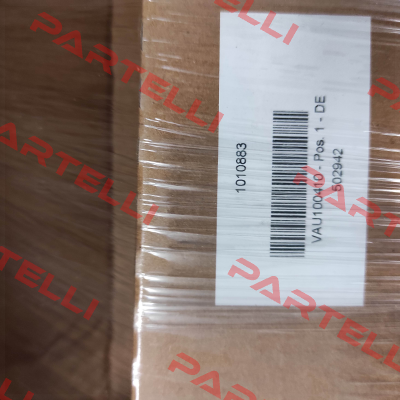 1010883
VAU100410 - Pos. 1 - DE
502942
PARTELLI
PARTELLI
PARTELLI
PARTELLI
PARTELLI